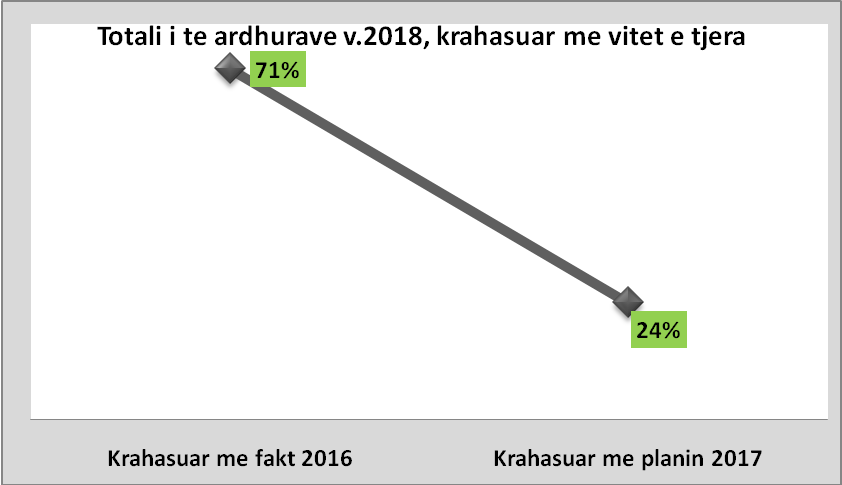 Totali i te ardhurave v.2018, krahasuar me vitet e tjera
71%
24%
Krahasuar me fakt 2016
Krahasuar me planin 2017